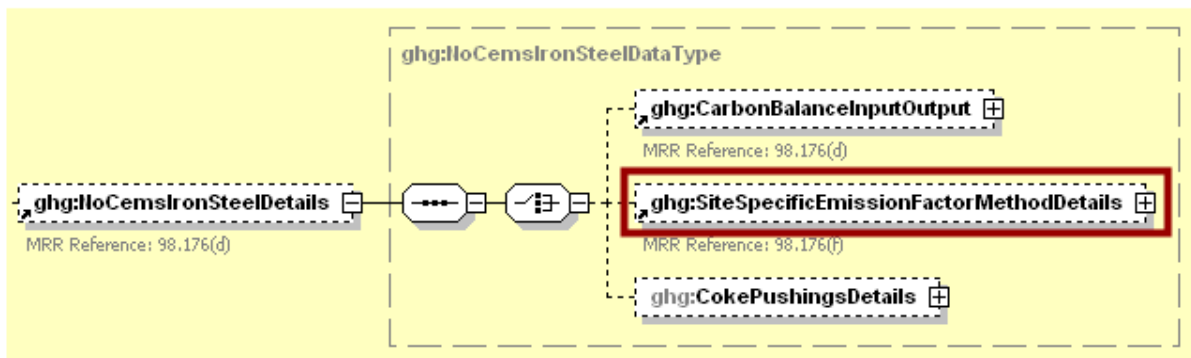 ghg:NoCemsIronSteelDataType
ghg:CarbonBalanceInputOutput
MRR Reference: 98.176(d)
ghg:NoCemsIronSteelDetails
MRR Reference: 98.176(d)
ghg:SiteSpecificEmissionFactorMethodDetails
MRR Reference: 98.176(f)
ghg:CokePushingsDetails